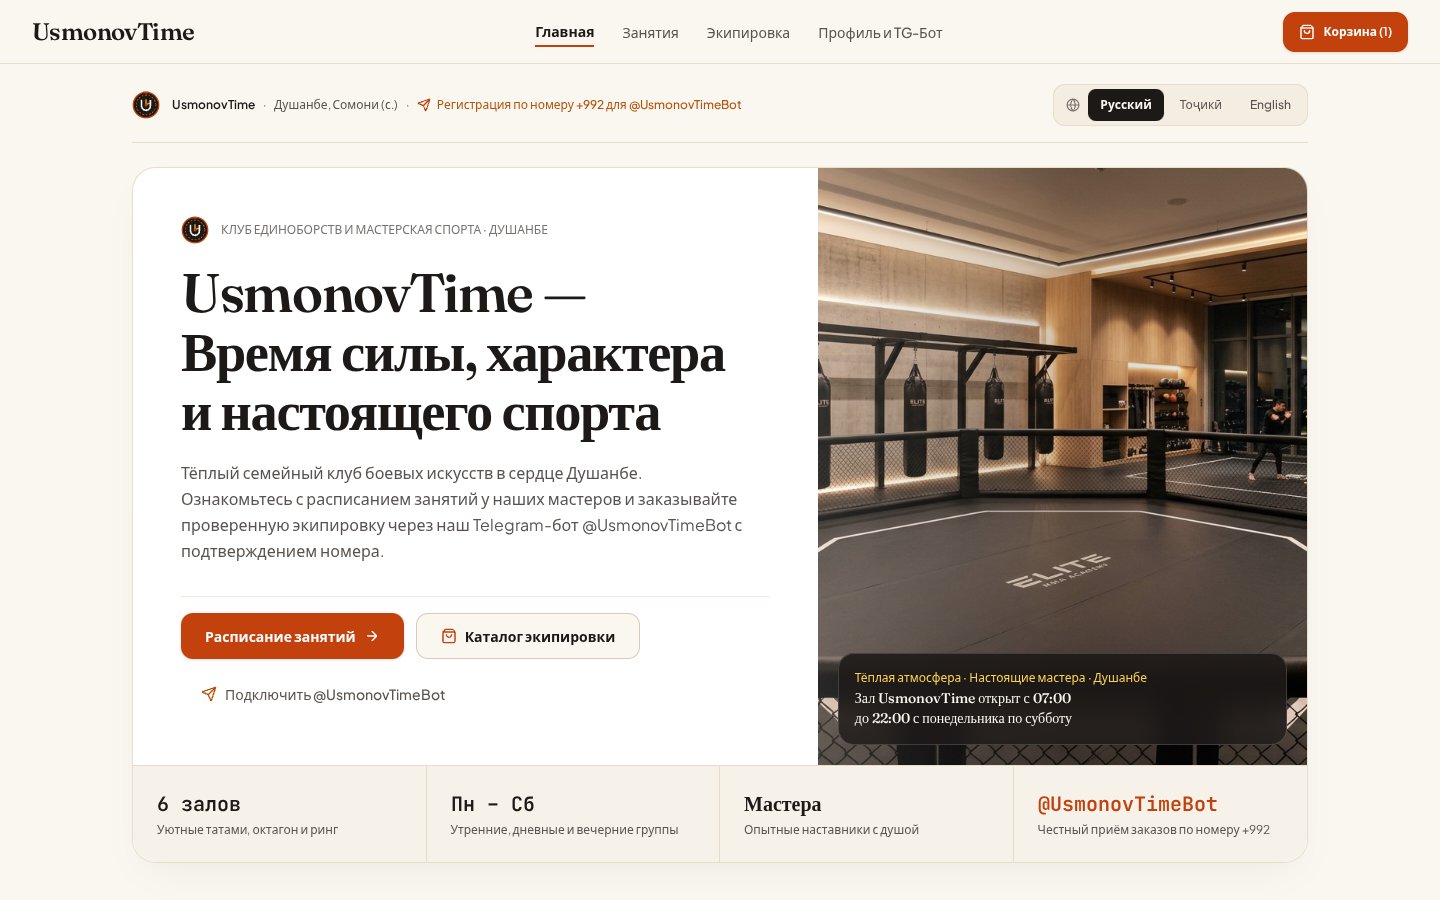 UsmonovTime
Главная
Занятия
Экипировка
Профиль и TG-Бот
Корзина (1)
UsmonovTime · Душанбе, Сомони (с.) · Регистрация по номеру +992 для @UsmonovTimeBot
Русский
Тоҷикӣ
English
КЛУБ ЕДИНОБОРСТВ И МАСТЕРСКАЯ СПОРТА · ДУШАНБЕ
UsmonovTime —
Время силы, характера
и настоящего спорта
Тёплый семейный клуб боевых искусств в сердце Душанбе.
Ознакомьтесь с расписанием занятий у наших мастеров и заказывайте
проверенную экипировку через наш Telegram-бот @UsmonovTimeBot с
подтверждением номера.
Расписание занятий
Каталог экипировки
Подключить @UsmonovTimeBot
ELITE
ELITE
ELITE
MMA ACADEMY
Тёплая атмосфера · Настоящие мастера · Душанбе
Зал UsmonovTime открыт с 07:00
до 22:00 с понедельника по субботу
6 залов
Уютные татами, октагон и ринг
Пн – Сб
Утренние, дневные и вечерние группы
Мастера
Опытные наставники с душой
@UsmonovTimeBot
Честный приём заказов по номеру +992